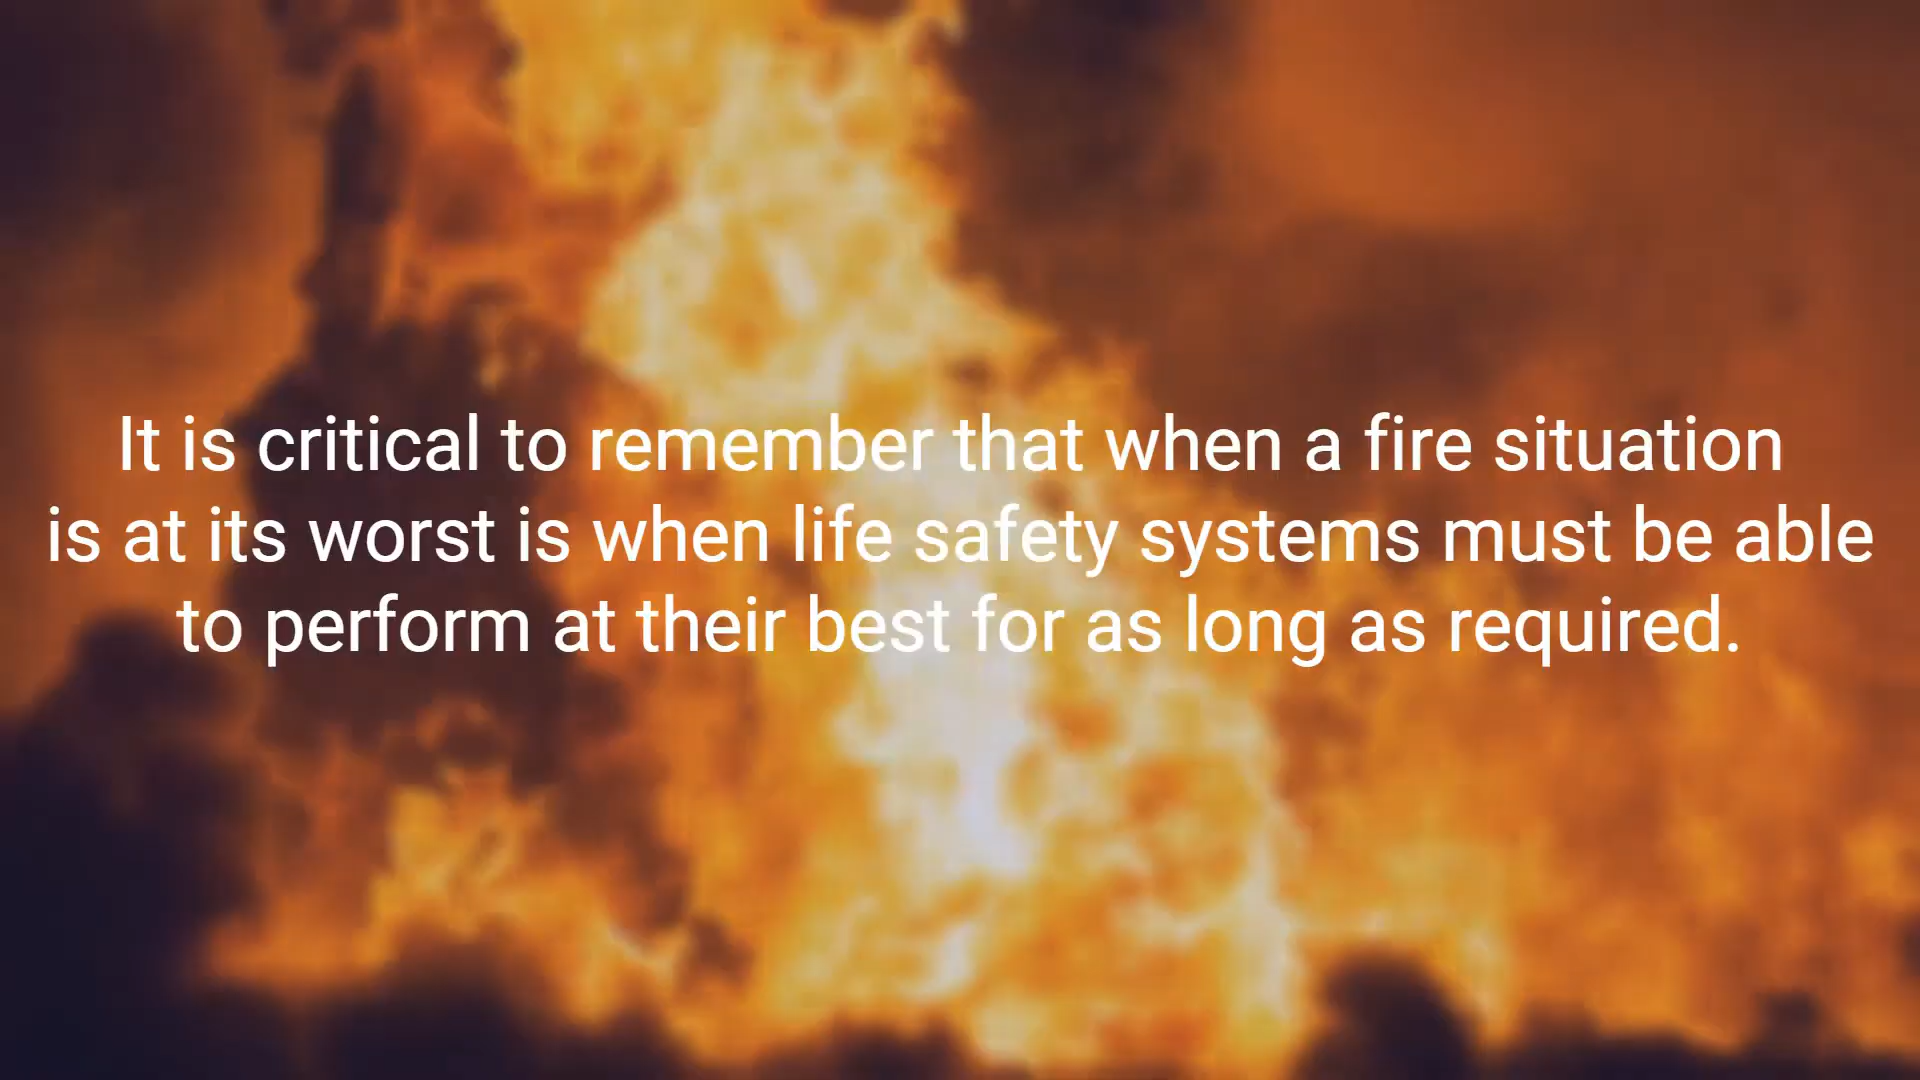 It is critical to remember that when a fire situation
is at its worst is when life safety systems must be able
to perform at their best for as long as required.